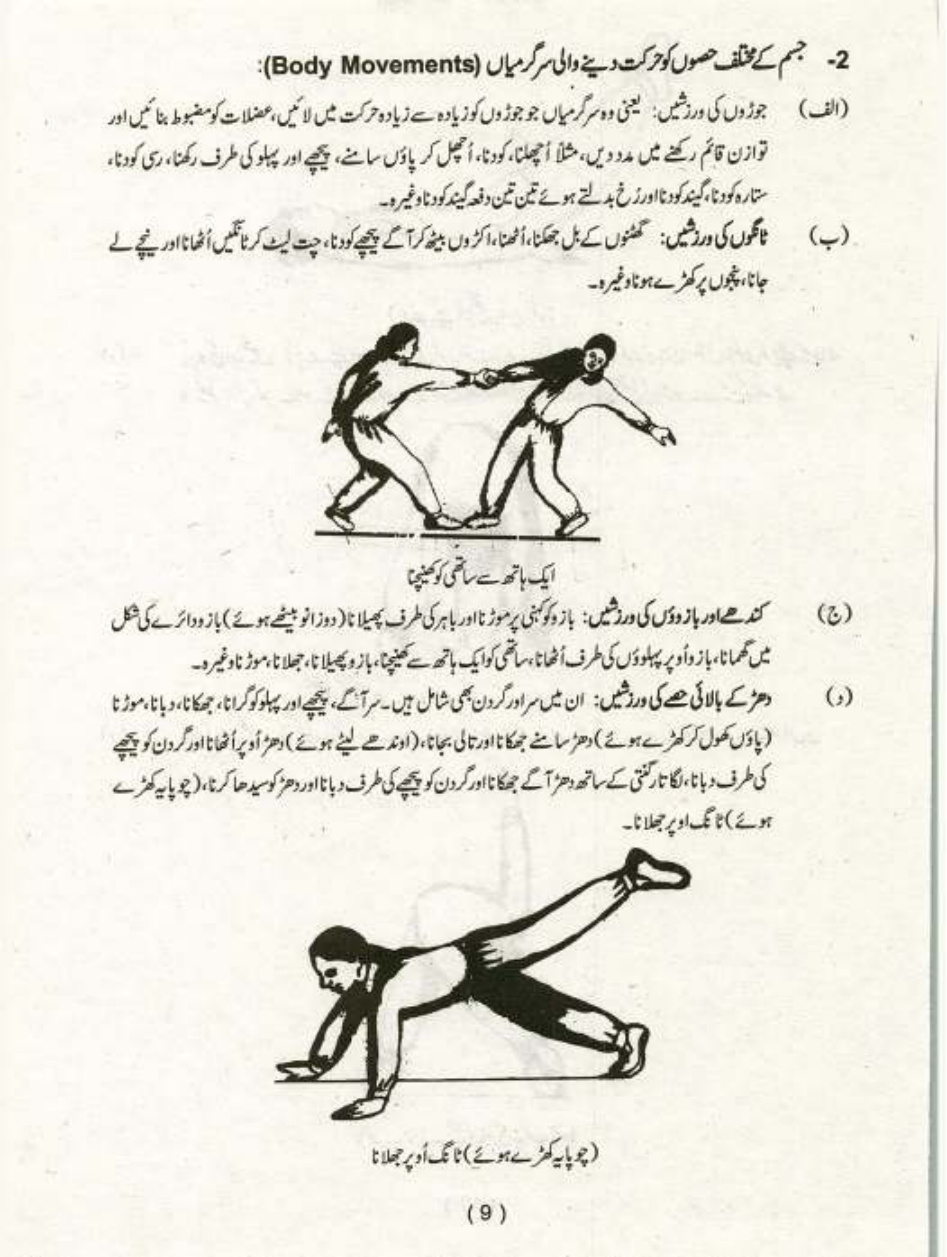 2- جسم کے مختلف حصوں کو حرکت دینے والی سرگرمیاں (Body Movements):
(الف) جوڑوں کی ورزشیں: یعنی وہ سرگرمیاں جو جوڑوں کو زیادہ سے زیادہ حرکت میں لائیں، عضلات کو مضبوط بنائیں اور
توازن قائم رکھنے میں مدد دیں، مثلاً اُچھلنا، کودنا، اُچھل کر پاؤں سامنے، پیچھے اور پہلو کی طرف رکھنا، رسی کودنا،
ستارہ کودنا، گیند کودنا اور رُخ بدلتے ہوئے تین تین دفعہ گیند کودنا وغیرہ۔
(ب) ٹانگوں کی ورزشیں: گھٹنوں کے بل جھکنا، اُٹھنا، اکڑوں بیٹھ کر آگے پیچھے کودنا، چت لیٹ کر ٹانگیں اُٹھانا اور نیچے لے
جانا، پنجوں پر کھڑے ہونا وغیرہ۔
ایک ہاتھ سے ساتھی کو کھینچنا
(ج) کندھے اور بازوؤں کی ورزشیں: بازو کو کہنی پر موڑنا اور باہر کی طرف پھیلانا (دوزانو بیٹھے ہوئے) بازو دائرے کی شکل
میں گھمانا، بازو اُوپر پہلوؤں کی طرف اُٹھانا، ساتھی کو ایک ہاتھ سے کھینچنا، بازو پھیلانا، جھلانا، موڑنا وغیرہ۔
(د) دھڑ کے بالائی حصے کی ورزشیں: ان میں سر اور گردن بھی شامل ہیں۔ سر آگے، پیچھے اور پہلو کو گرانا، جھکانا، دبانا، موڑنا
(پاؤں کھول کر کھڑے ہوئے) دھڑ سامنے جھکانا اور تالی بجانا، (اوندھے لیٹے ہوئے) دھڑ اُوپر اُٹھانا اور گردن کو پیچھے
کی طرف دبانا، لگاتار گنتی کے ساتھ دھڑ آگے جھکانا اور گردن کو پیچھے کی طرف دبانا اور دھڑ کو سیدھا کرنا، (چوپایہ کھڑے
ہوئے) ٹانگ اوپر جھلانا۔
(چوپایہ کھڑے ہوئے) ٹانگ اُوپر جھلانا
(9)